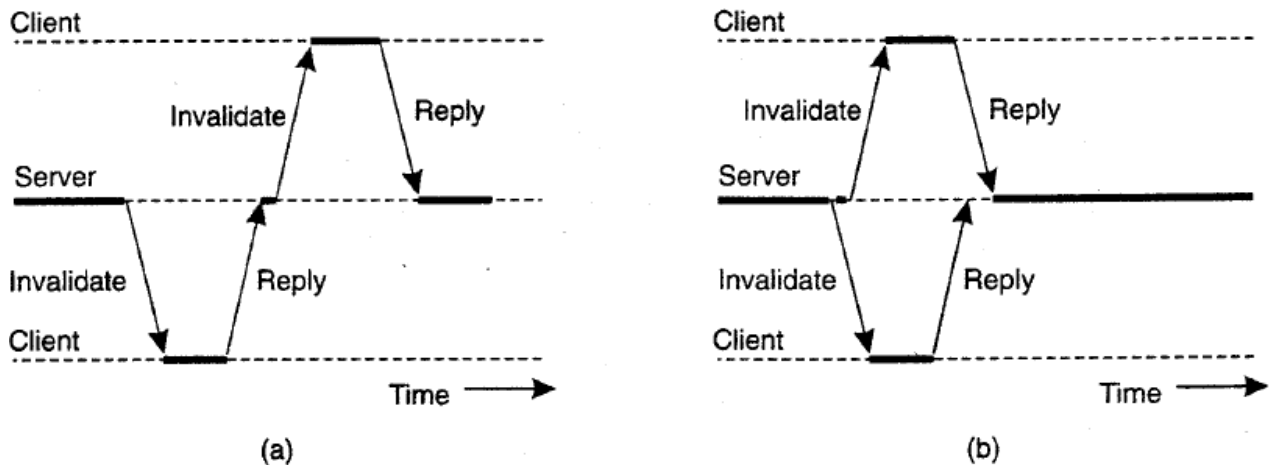 Client
Invalidate
Reply
Server
Invalidate
Reply
Client
Time
(a)
Client
Invalidate
Reply
Server
Invalidate
Reply
Client
Time
(b)